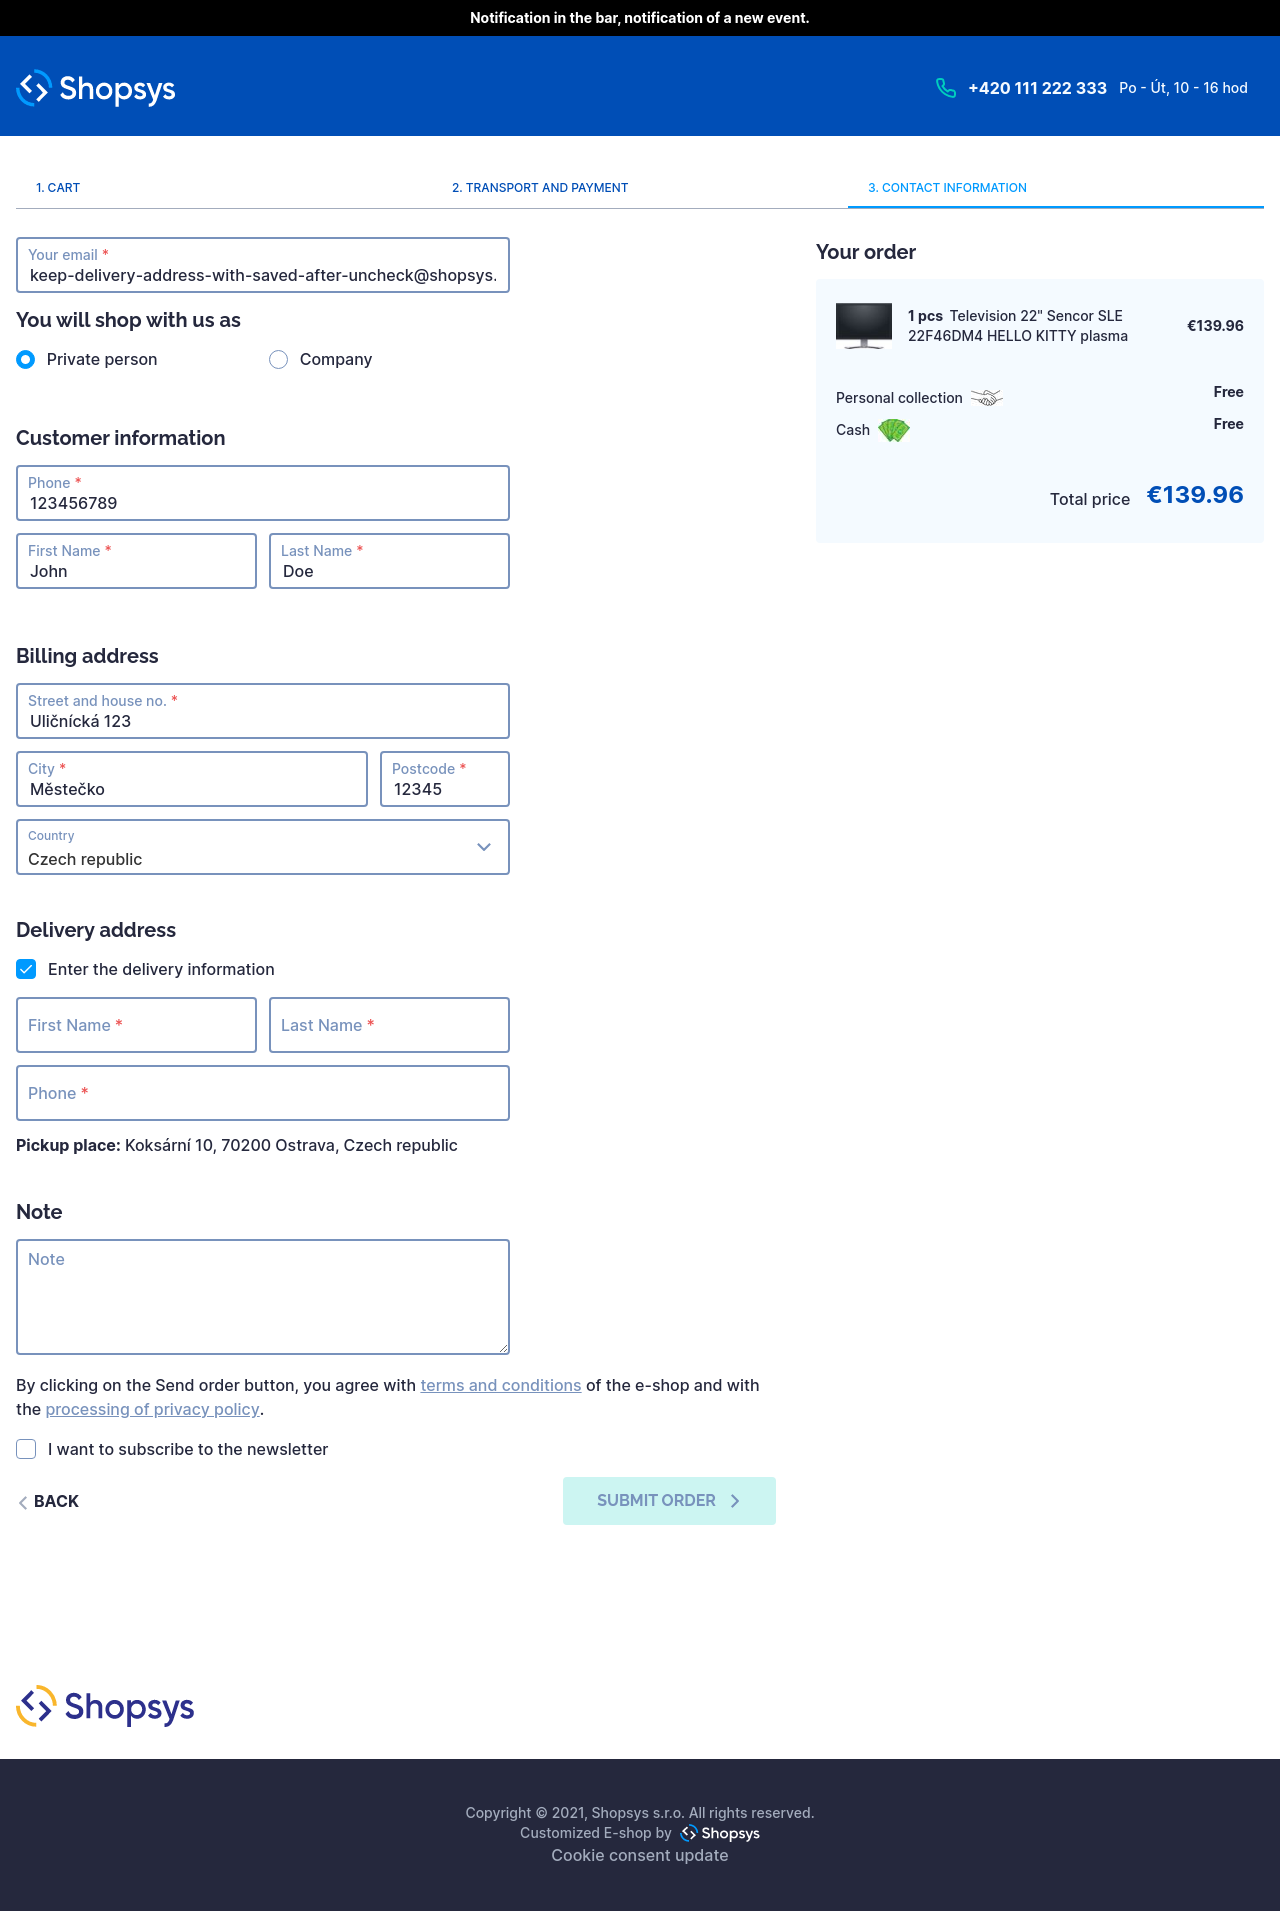 Notification in the bar, notification of a new event.
Shopsys
+420 111 222 333 Po - Út, 10 - 16 hod
1. CART
2. TRANSPORT AND PAYMENT
3. CONTACT INFORMATION
Your email *
keep-delivery-address-with-saved-after-uncheck@shopsys.
You will shop with us as
Private person
Company
Customer information
Phone *
123456789
First Name *
John
Last Name *
Doe
Billing address
Street and house no. *
Uličnícká 123
City *
Městečko
Postcode *
12345
Country
Czech republic
Delivery address
Enter the delivery information
First Name *
Last Name *
Phone *
Pickup place: Koksární 10, 70200 Ostrava, Czech republic
Note
Note
By clicking on the Send order button, you agree with terms and conditions of the e-shop and with
the processing of privacy policy.
I want to subscribe to the newsletter
BACK
SUBMIT ORDER
Your order
1 pcs Television 22" Sencor SLE
22F46DM4 HELLO KITTY plasma
€139.96
Personal collection
Free
Cash
Free
Total price €139.96
Shopsys
Copyright © 2021, Shopsys s.r.o. All rights reserved.
Customized E-shop by Shopsys
Cookie consent update